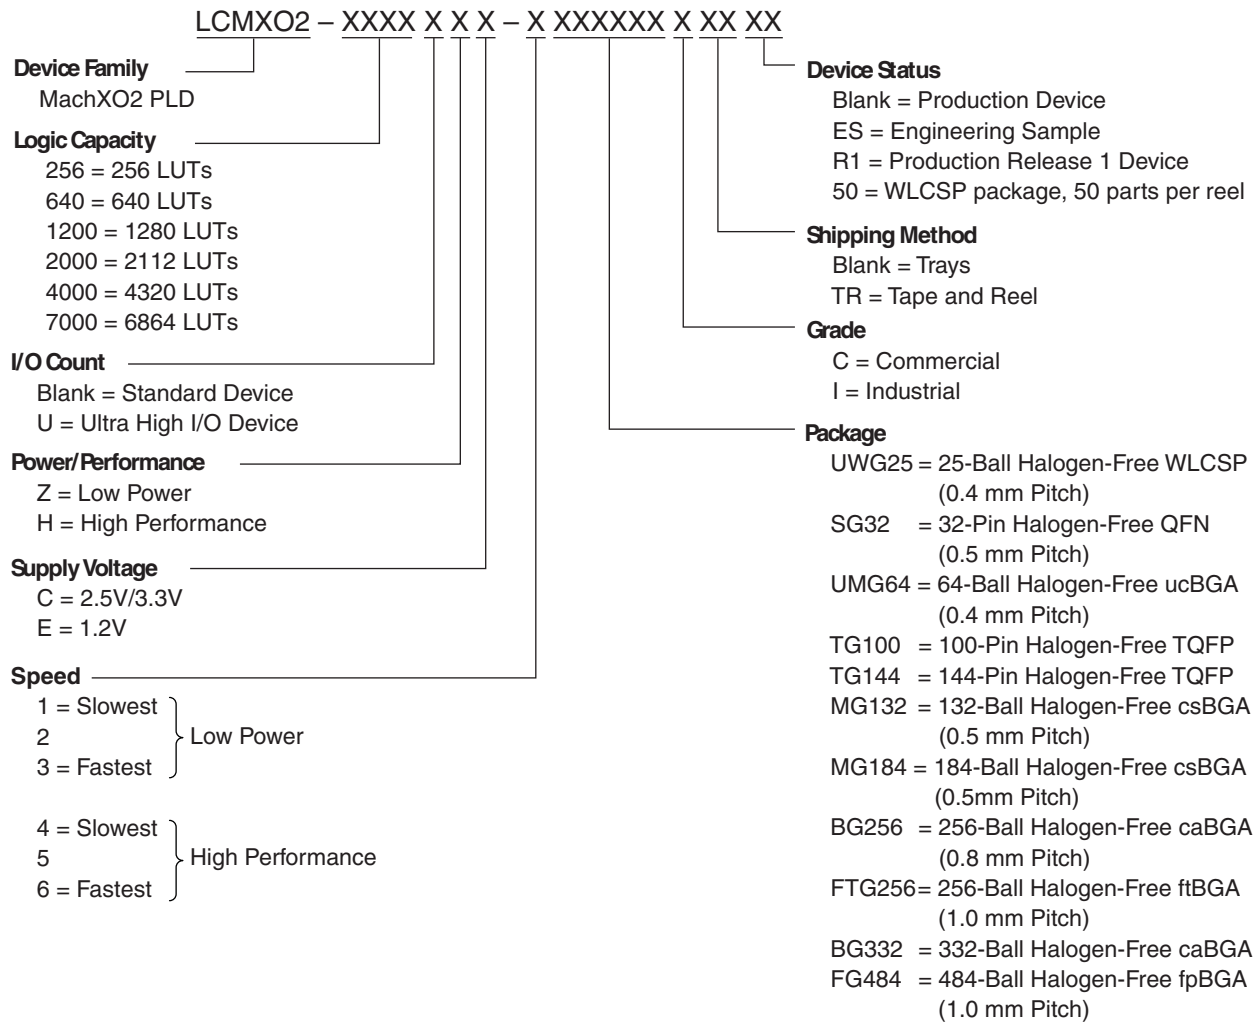 LCMXO2 – XXXX X X X – X XXXXXX X XX XX
Device Family
MachXO2 PLD
Logic Capacity
256 = 256 LUTs
640 = 640 LUTs
1200 = 1280 LUTs
2000 = 2112 LUTs
4000 = 4320 LUTs
7000 = 6864 LUTs
I/O Count
Blank = Standard Device
U = Ultra High I/O Device
Power/Performance
Z = Low Power
H = High Performance
Supply Voltage
C = 2.5V/3.3V
E = 1.2V
Speed
1 = Slowest
2
3 = Fastest
Low Power
4 = Slowest
5
6 = Fastest
High Performance
Device Status
Blank = Production Device
ES = Engineering Sample
R1 = Production Release 1 Device
50 = WLCSP package, 50 parts per reel
Shipping Method
Blank = Trays
TR = Tape and Reel
Grade
C = Commercial
I = Industrial
Package
UWG25 = 25-Ball Halogen-Free WLCSP
(0.4 mm Pitch)
SG32 = 32-Pin Halogen-Free QFN
(0.5 mm Pitch)
UMG64 = 64-Ball Halogen-Free ucBGA
(0.4 mm Pitch)
TG100 = 100-Pin Halogen-Free TQFP
TG144 = 144-Pin Halogen-Free TQFP
MG132 = 132-Ball Halogen-Free csBGA
(0.5 mm Pitch)
MG184 = 184-Ball Halogen-Free csBGA
(0.5mm Pitch)
BG256 = 256-Ball Halogen-Free caBGA
(0.8 mm Pitch)
FTG256= 256-Ball Halogen-Free ftBGA
(1.0 mm Pitch)
BG332 = 332-Ball Halogen-Free caBGA
FG484 = 484-Ball Halogen-Free fpBGA
(1.0 mm Pitch)